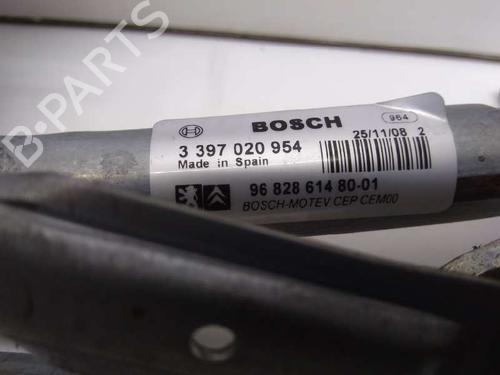 B-PARTS
BOSCH
964
3 397 020 954
25/11/08 2
Made in Spain
96 828 614 80-01
BOSCH-MOTEV CEP CEM00